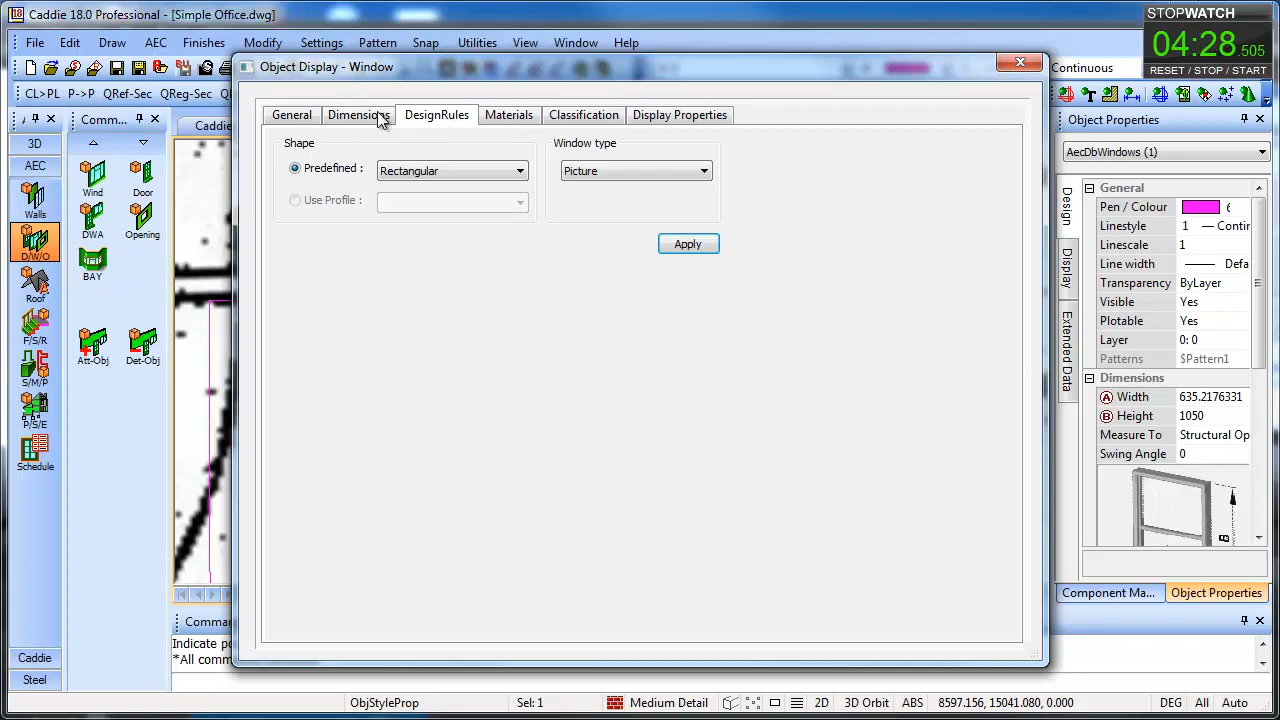 Caddie 18.0 Professional - [Simple Office.dwg]
File Edit Draw AEC Finishes Modify Settings Pattern Snap Utilities View Window Help
STOPWATCH
04:28.505
RESET / STOP / START
Continuous
CL>PL P->P QRef-Sec QReg-Sec
Object Display - Window
General Dimensions DesignRules Materials Classification Display Properties
Shape
Predefined : Rectangular
Use Profile :
Window type
Picture
Apply
Comm...
Caddie
3D
AEC
Walls
D/W/O
Roof
F/S/R
S/M/P
P/S/E
Schedule
Caddie
Steel
Wind Door
DWA Opening
BAY
Att-Obj Det-Obj
Object Properties
AecDbWindows (1)
Design
Display
Extended Data
General
Pen / Colour 6
Linestyle 1
Linescale 1
Line width
Transparency ByLayer
Visible Yes
Plotable Yes
Layer 0: 0
Patterns $Pattern1
Dimensions
A Width 635.2176331
B Height 1050
Measure To Structural Op
Swing Angle 0
B
Component Ma... Object Properties
Indicate
*All
ObjStyleProp Sel: 1 Medium Detail 2D 3D Orbit ABS 8597.156, 15041.080, 0.000 DEG All Auto